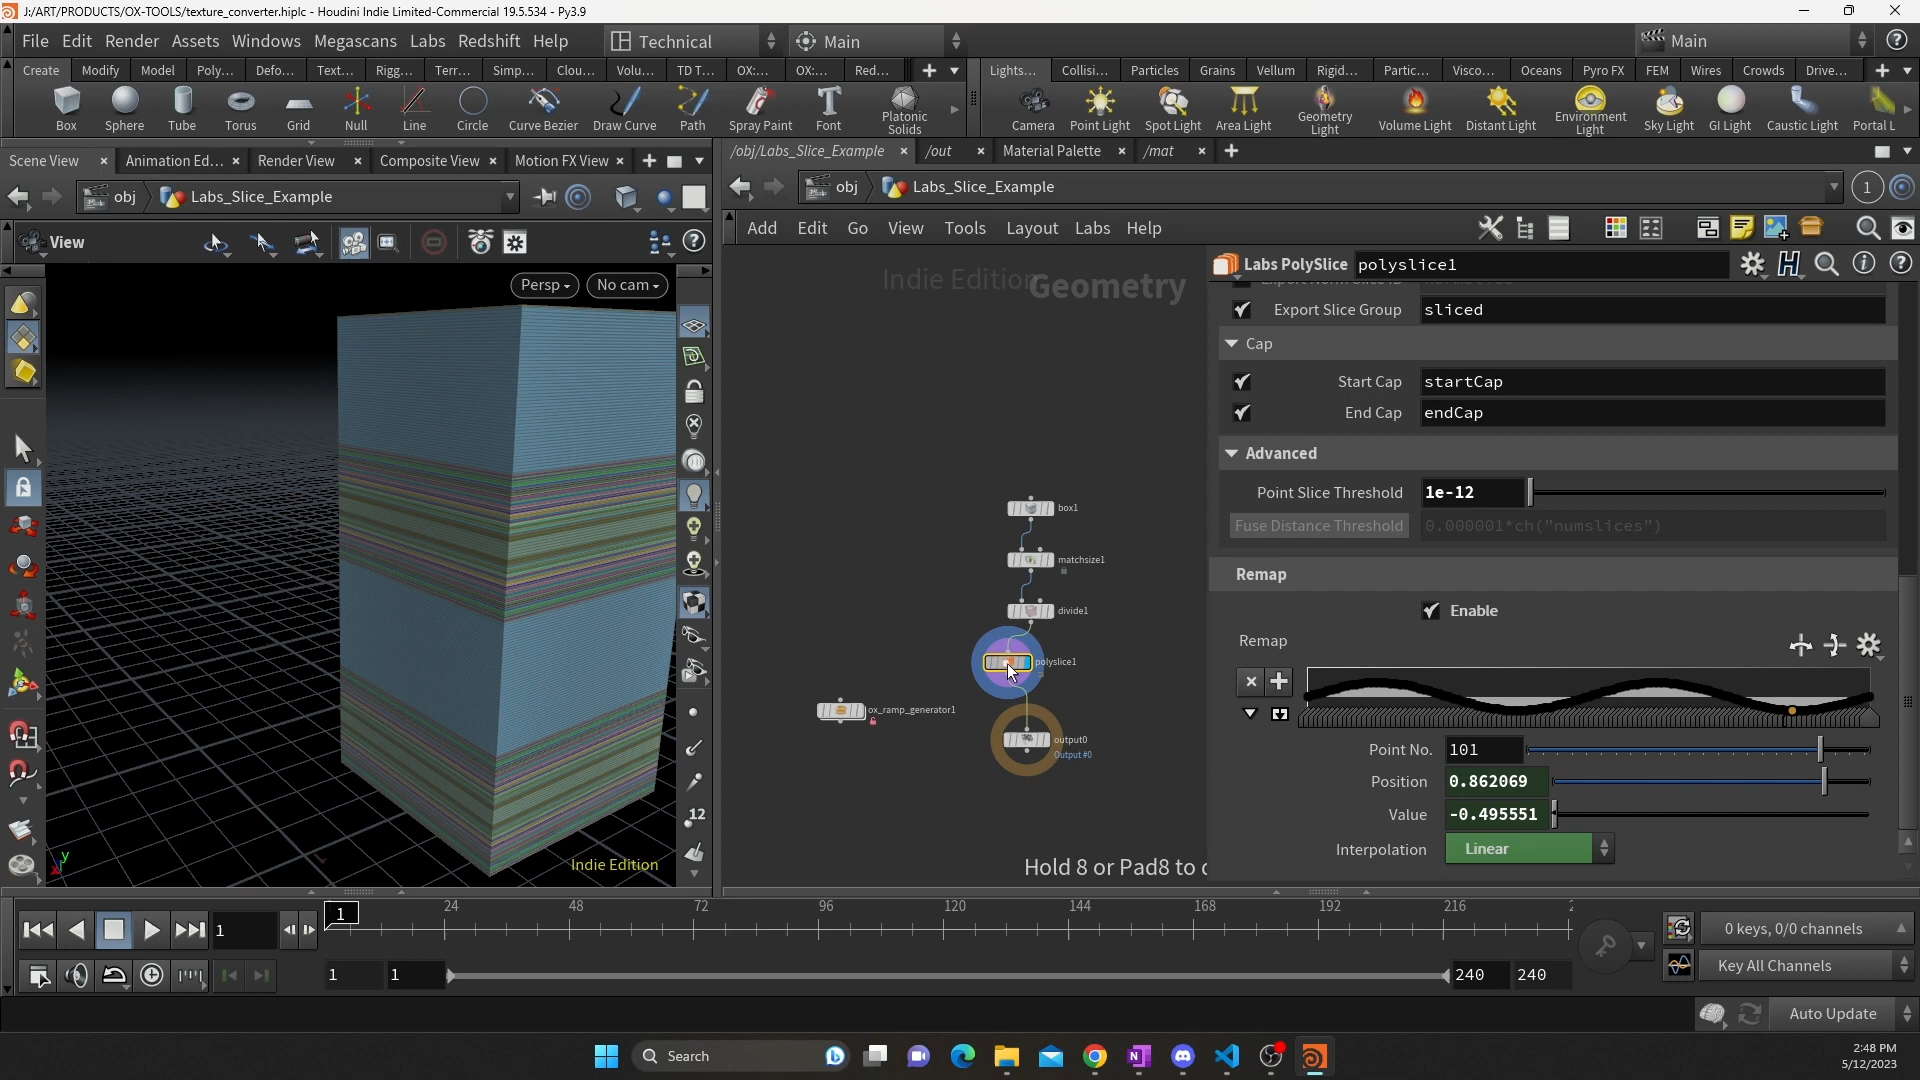 J:/ART/PRODUCTS/OX-TOOLS/texture_converter.hiplc - Houdini Indie Limited-Commercial 19.5.534 - Py3.9
File Edit Render Assets Windows Megascans Labs Redshift Help Technical Main Main
Create Modify Model Poly... Defo... Text... Rigg... Terr... Simp... Clou... Volu... TD T... OX:... OX:... Red... Lights... Collisi... Particles Grains Vellum Rigid... Partic... Visco... Oceans Pyro FX FEM Wires Crowds Drive...
Box Sphere Tube Torus Grid Null Line Circle Curve Bezier Draw Curve Path Spray Paint Font Platonic Solids Camera Point Light Spot Light Area Light Geometry Light Volume Light Distant Light Environment Light Sky Light GI Light Caustic Light Portal L
Scene View Animation Ed... Render View Composite View Motion FX View /obj/Labs_Slice_Example /out Material Palette /mat
obj Labs_Slice_Example obj Labs_Slice_Example 1
View Add Edit Go View Tools Layout Labs Help
Persp No cam
Indie Edition Geometry
Labs PolySlice polyslice1
Export Slice Group sliced
Cap
Start Cap startCap
End Cap endCap
Advanced
Point Slice Threshold 1e-12
Fuse Distance Threshold 0.000001*ch("numslices")
Remap
Enable
Remap
Point No. 101
Position 0.862069
Value -0.495551
Interpolation Linear
box1
matchsize1
divide1
polyslice1
ox_ramp_generator1
output0
Output #0
12
y
x
Indie Edition
Hold 8 or Pad8 to
1 1 24 48 72 96 120 144 168 192 216 0 keys, 0/0 channels
1 1 240 240 Key All Channels
Auto Update
Search
2:48 PM
5/12/2023